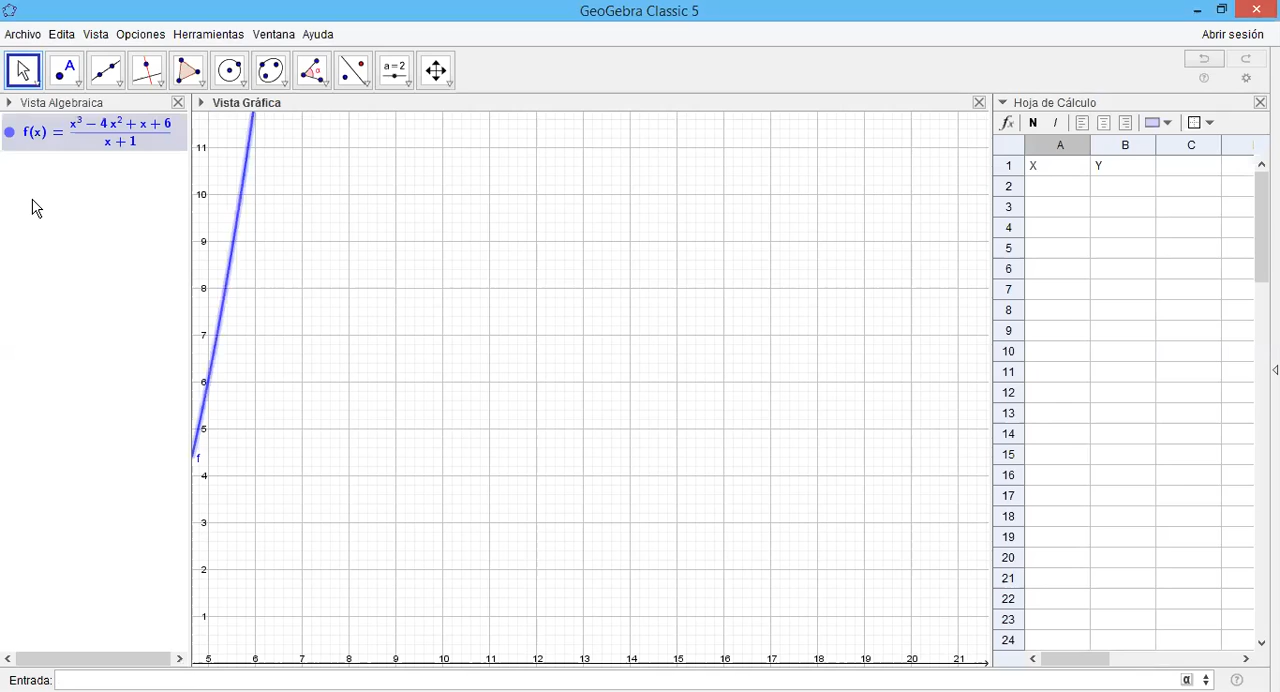 GeoGebra Classic 5
Archivo Edita Vista Opciones Herramientas Ventana Ayuda
Abrir sesión
A
α
a = 2
Vista Algebraica
Vista Gráfica
Hoja de Cálculo
f(x) = (x³ − 4 x² + x + 6) / (x + 1)
fx N I
A B C
1 X Y
2
3
4
5
6
7
8
9
10
11
12
13
14
15
16
17
18
19
20
21
22
23
24
11
10
9
8
7
6
5
4
3
2
1
f
5 6 7 8 9 10 11 12 13 14 15 16 17 18 19 20 21
Entrada:
α